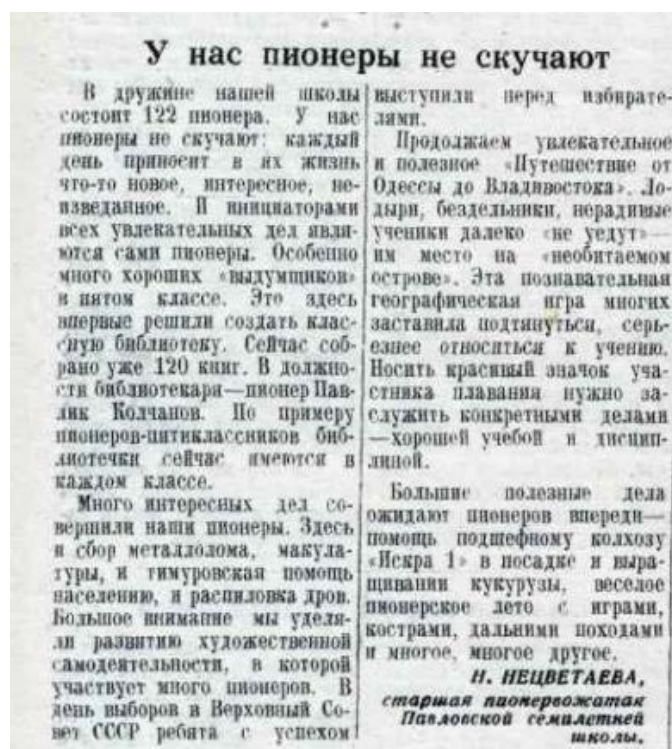 У нас пионеры не скучают
В дружине нашей школы
состоит 122 пионера. У нас
пионеры не скучают: каждый
день приносит в их жизнь
что-то новое, интересное, не-
изведанное. И инициаторами
всех увлекательных дел явля-
ются сами пионеры. Особенно
много хороших «выдумщиков»
в пятом классе. Это здесь
впервые решили создать клас-
сную библиотеку. Сейчас соб-
рано уже 120 книг. В должно-
сти библиотекаря—пионер Пав-
лик Колчанов. По примеру
пионеров-пятиклассников биб-
лиотечки сейчас имеются в
каждом классе.
Много интересных дел со-
вершили наши пионеры. Здесь
и сбор металлолома, макула-
туры, и тимуровская помощь
населению, и распиловка дров.
Большое внимание мы уделя-
ли развитию художественной
самодеятельности, в которой
участвует много пионеров. В
день выборов в Верховный Со-
вет СССР ребята с успехом
выступили перед избирате-
лями.
Продолжаем увлекательное
и полезное «Путешествие от
Одессы до Владивостока». Ло
дыри, бездельники, нерадивые
ученики далеко «не уедут»—
им место на «необитаемом
острове». Эта познавательная
географическая игра многих
заставила подтянуться, серь-
езнее относиться к учению.
Носить красивый значок уча-
стника плавания нужно за-
служить конкретными делами
—хорошей учебой и дисцип-
линой.
Большие полезные дела
ожидают пионеров впереди—
помощь подшефному колхозу
«Искра 1» в посадке и выра-
щивании кукурузы, веселое
пионерское лето с играми,
кострами, дальними походами
и многое, многое другое.
Н. НЕЦВЕТАЕВА,
старшая пионервожатая
Павловской семилетней
школы.